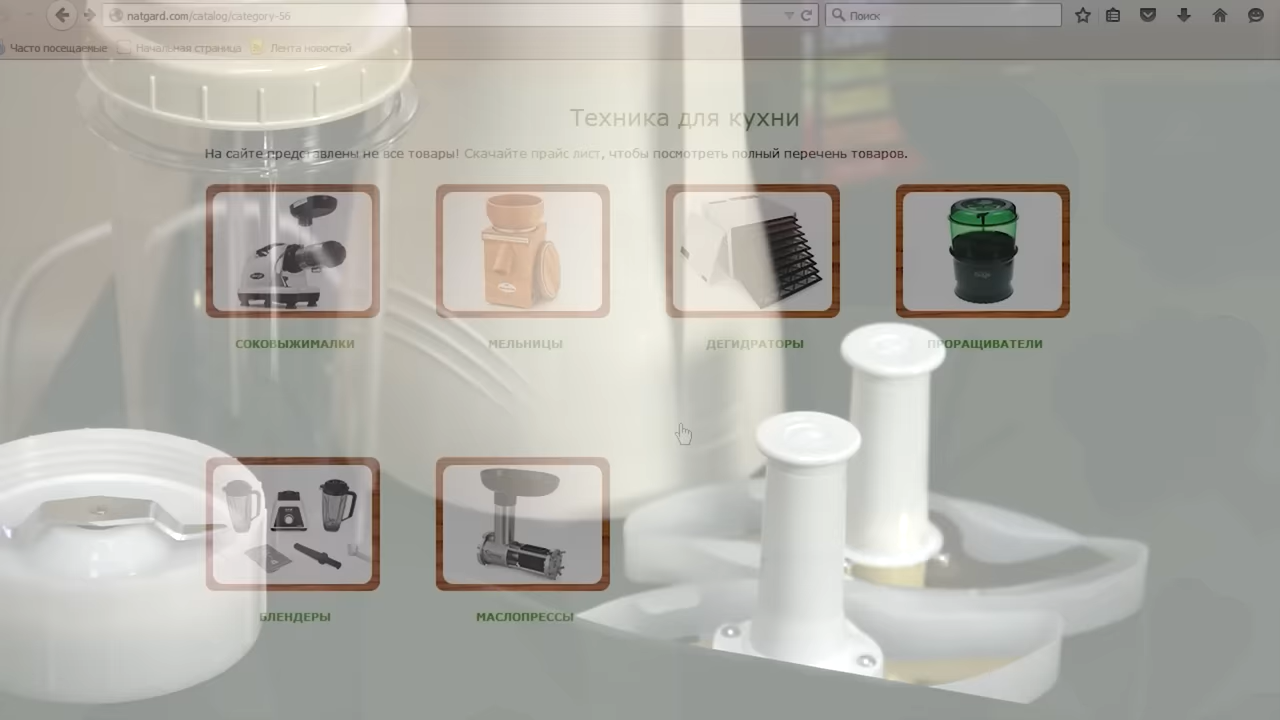 natgard.com/catalog/category-56
Поиск
Часто посещаемые Начальная страница Лента новостей
Техника для кухни
На сайте представлены не все товары! Скачайте прайс лист, чтобы посмотреть полный перечень товаров.
СОКОВЫЖИМАЛКИ МЕЛЬНИЦЫ ДЕГИДРАТОРЫ ПРОРАЩИВАТЕЛИ
БЛЕНДЕРЫ МАСЛОПРЕССЫ